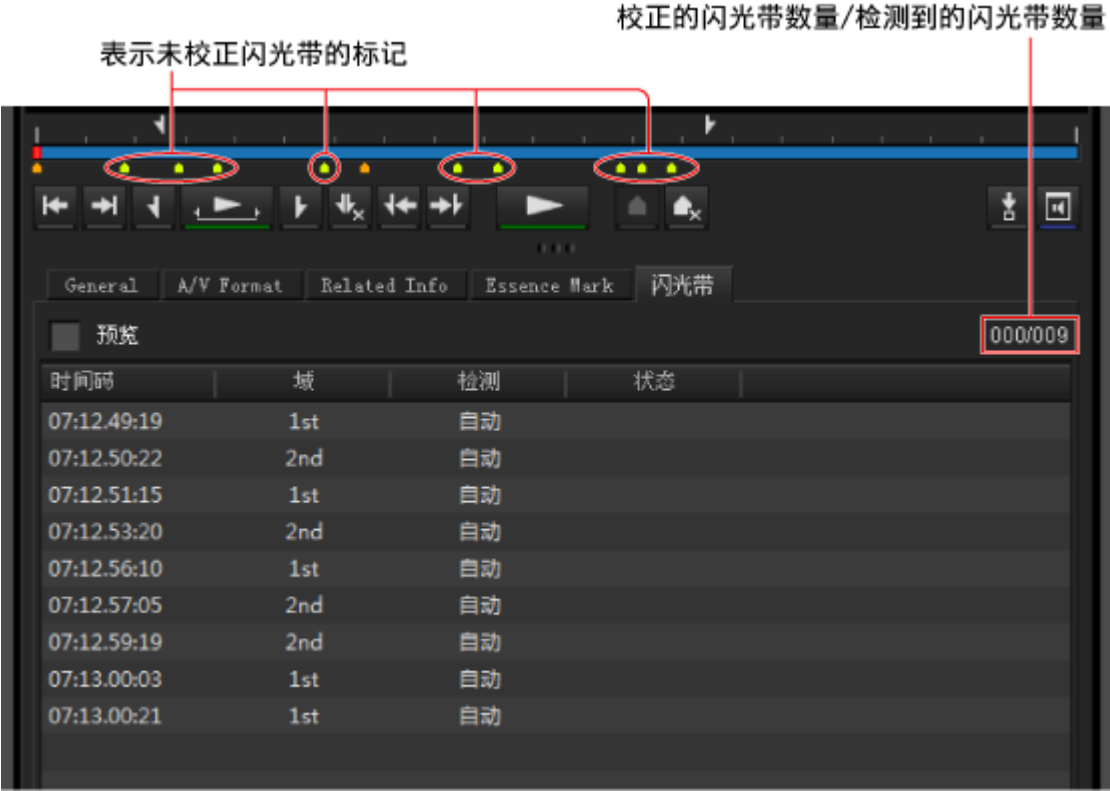 校正的闪光带数量/检测到的闪光带数量
表示未校正闪光带的标记
General A/V Format Related Info Essence Mark 闪光带
预览 000/009
时间码 域 检测 状态
07:12.49:19 1st 自动
07:12.50:22 2nd 自动
07:12.51:15 1st 自动
07:12.53:20 2nd 自动
07:12.56:10 1st 自动
07:12.57:05 2nd 自动
07:12.59:19 2nd 自动
07:13.00:03 1st 自动
07:13.00:21 1st 自动